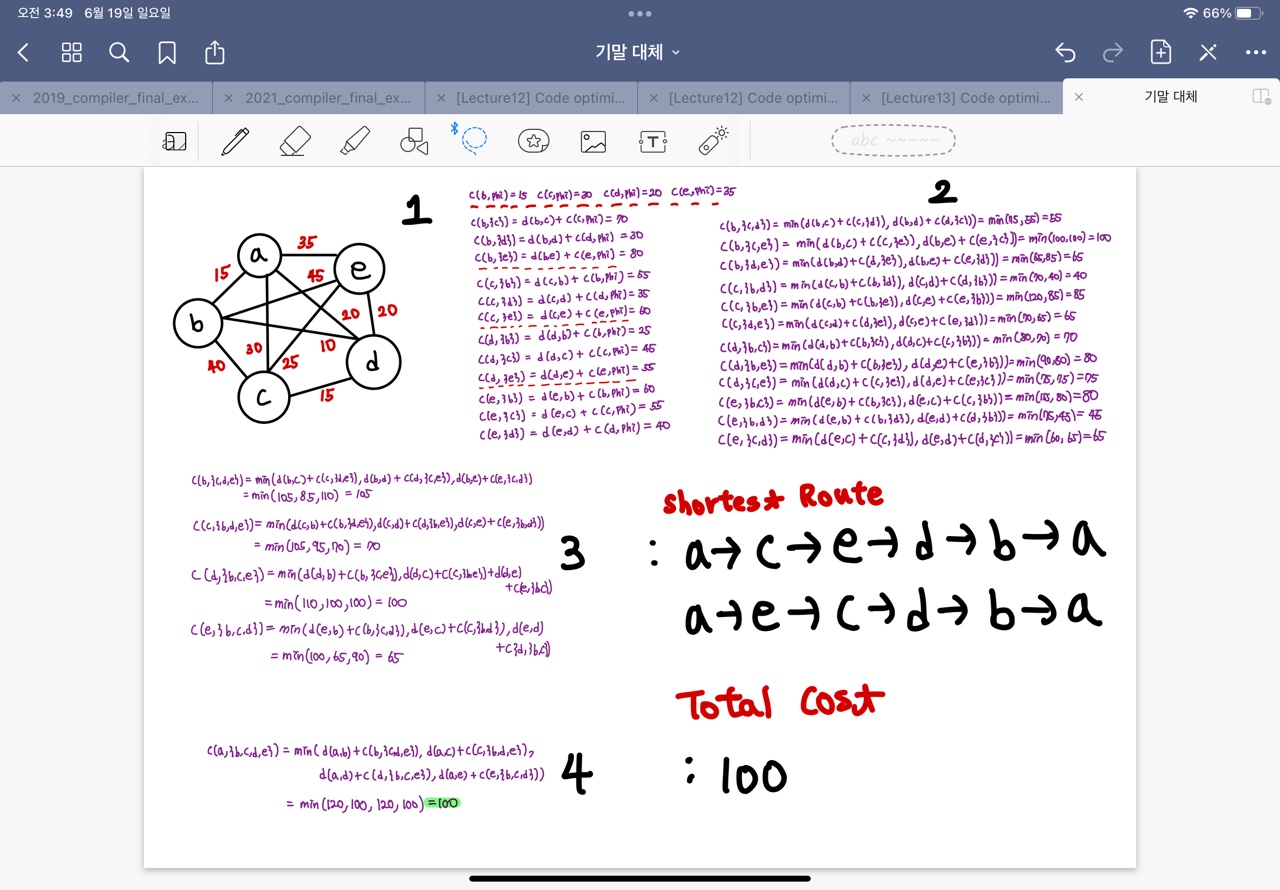 오전 3:49 6월 19일 일요일
66%
기말 대체
2019_compiler_final_ex...
2021_compiler_final_ex...
[Lecture12] Code optimi...
[Lecture12] Code optimi...
[Lecture13] Code optimi...
기말 대체
T
abc ~~~~~
1
a
b
c
d
e
35
15
45
20
20
10
30
25
40
15
C(b,phi)=15 C(c,phi)=30 C(d,phi)=20 C(e,phi)=35
C(b,{c}) = d(b,c) + C(c,phi) = 70
C(b,{d}) = d(b,d) + C(d,phi) = 30
C(b,{e}) = d(b,e) + C(e,phi) = 80
C(c,{b}) = d(c,b) + C(b,phi) = 55
C(c,{d}) = d(c,d) + C(d,phi) = 35
C(c,{e}) = d(c,e) + C(e,phi) = 60
C(d,{b}) = d(d,b) + C(b,phi) = 25
C(d,{c}) = d(d,c) + C(c,phi) = 45
C(d,{e}) = d(d,e) + C(e,phi) = 55
C(e,{b}) = d(e,b) + C(b,phi) = 60
C(e,{c}) = d(e,c) + C(c,phi) = 55
C(e,{d}) = d(e,d) + C(d,phi) = 40
2
C(b,{c,d}) = min(d(b,c) + C(c,{d}), d(b,d) + C(d,{c})) = min(75,55) = 55
C(b,{c,e}) = min(d(b,c) + C(c,{e}), d(b,e) + C(e,{c})) = min(100,100) = 100
C(b,{d,e}) = min(d(b,d) + C(d,{e}), d(b,e) + C(e,{d})) = min(65,85) = 65
C(c,{b,d}) = min(d(c,b) + C(b,{d}), d(c,d) + C(d,{b})) = min(70,40) = 40
C(c,{b,e}) = min(d(c,b) + C(b,{e}), d(c,e) + C(e,{b})) = min(120,85) = 85
C(c,{d,e}) = min(d(c,d) + C(d,{e}), d(c,e) + C(e,{d})) = min(70,65) = 65
C(d,{b,c}) = min(d(d,b) + C(b,{c}), d(d,c) + C(c,{b})) = min(80,70) = 70
C(d,{b,e}) = min(d(d,b) + C(b,{e}), d(d,e) + C(e,{b})) = min(90,80) = 80
C(d,{c,e}) = min(d(d,c) + C(c,{e}), d(d,e) + C(e,{c})) = min(75,75) = 75
C(e,{b,c}) = min(d(e,b) + C(b,{c}), d(e,c) + C(c,{b})) = min(115,80) = 80
C(e,{b,d}) = min(d(e,b) + C(b,{d}), d(e,d) + C(d,{b})) = min(75,45) = 45
C(e,{c,d}) = min(d(e,c) + C(c,{d}), d(e,d) + C(d,{c})) = min(60,65) = 65
C(b,{c,d,e}) = min(d(b,c) + C(c,{d,e}), d(b,d) + C(d,{c,e}), d(b,e) + C(e,{c,d})
= min(105,85,110) = 105
C(c,{b,d,e}) = min(d(c,b) + C(b,{d,e}), d(c,d) + C(d,{b,e}), d(c,e) + C(e,{b,d}))
= min(105,95,70) = 70
C(d,{b,c,e}) = min(d(d,b) + C(b,{c,e}), d(d,c) + C(c,{b,e}) + d(d,e)
+ C(e,{b,c})
= min(110,100,100) = 100
C(e,{b,c,d}) = min(d(e,b) + C(b,{c,d}), d(e,c) + C(c,{b,d}), d(e,d)
+ C{d,{b,c})
= min(100,65,90) = 65
3
Shortest Route
: a→c→e→d→b→a
a→e→c→d→b→a
C(a,{b,c,d,e}) = min( d(a,b) + C(b,{c,d,e}), d(a,c) + C(c,{b,d,e}),
d(a,d) + C(d,{b,c,e}), d(a,e) + C(e,{b,c,d}))
= min(120,100,120,100) = 100
4
Total Cost
: 100